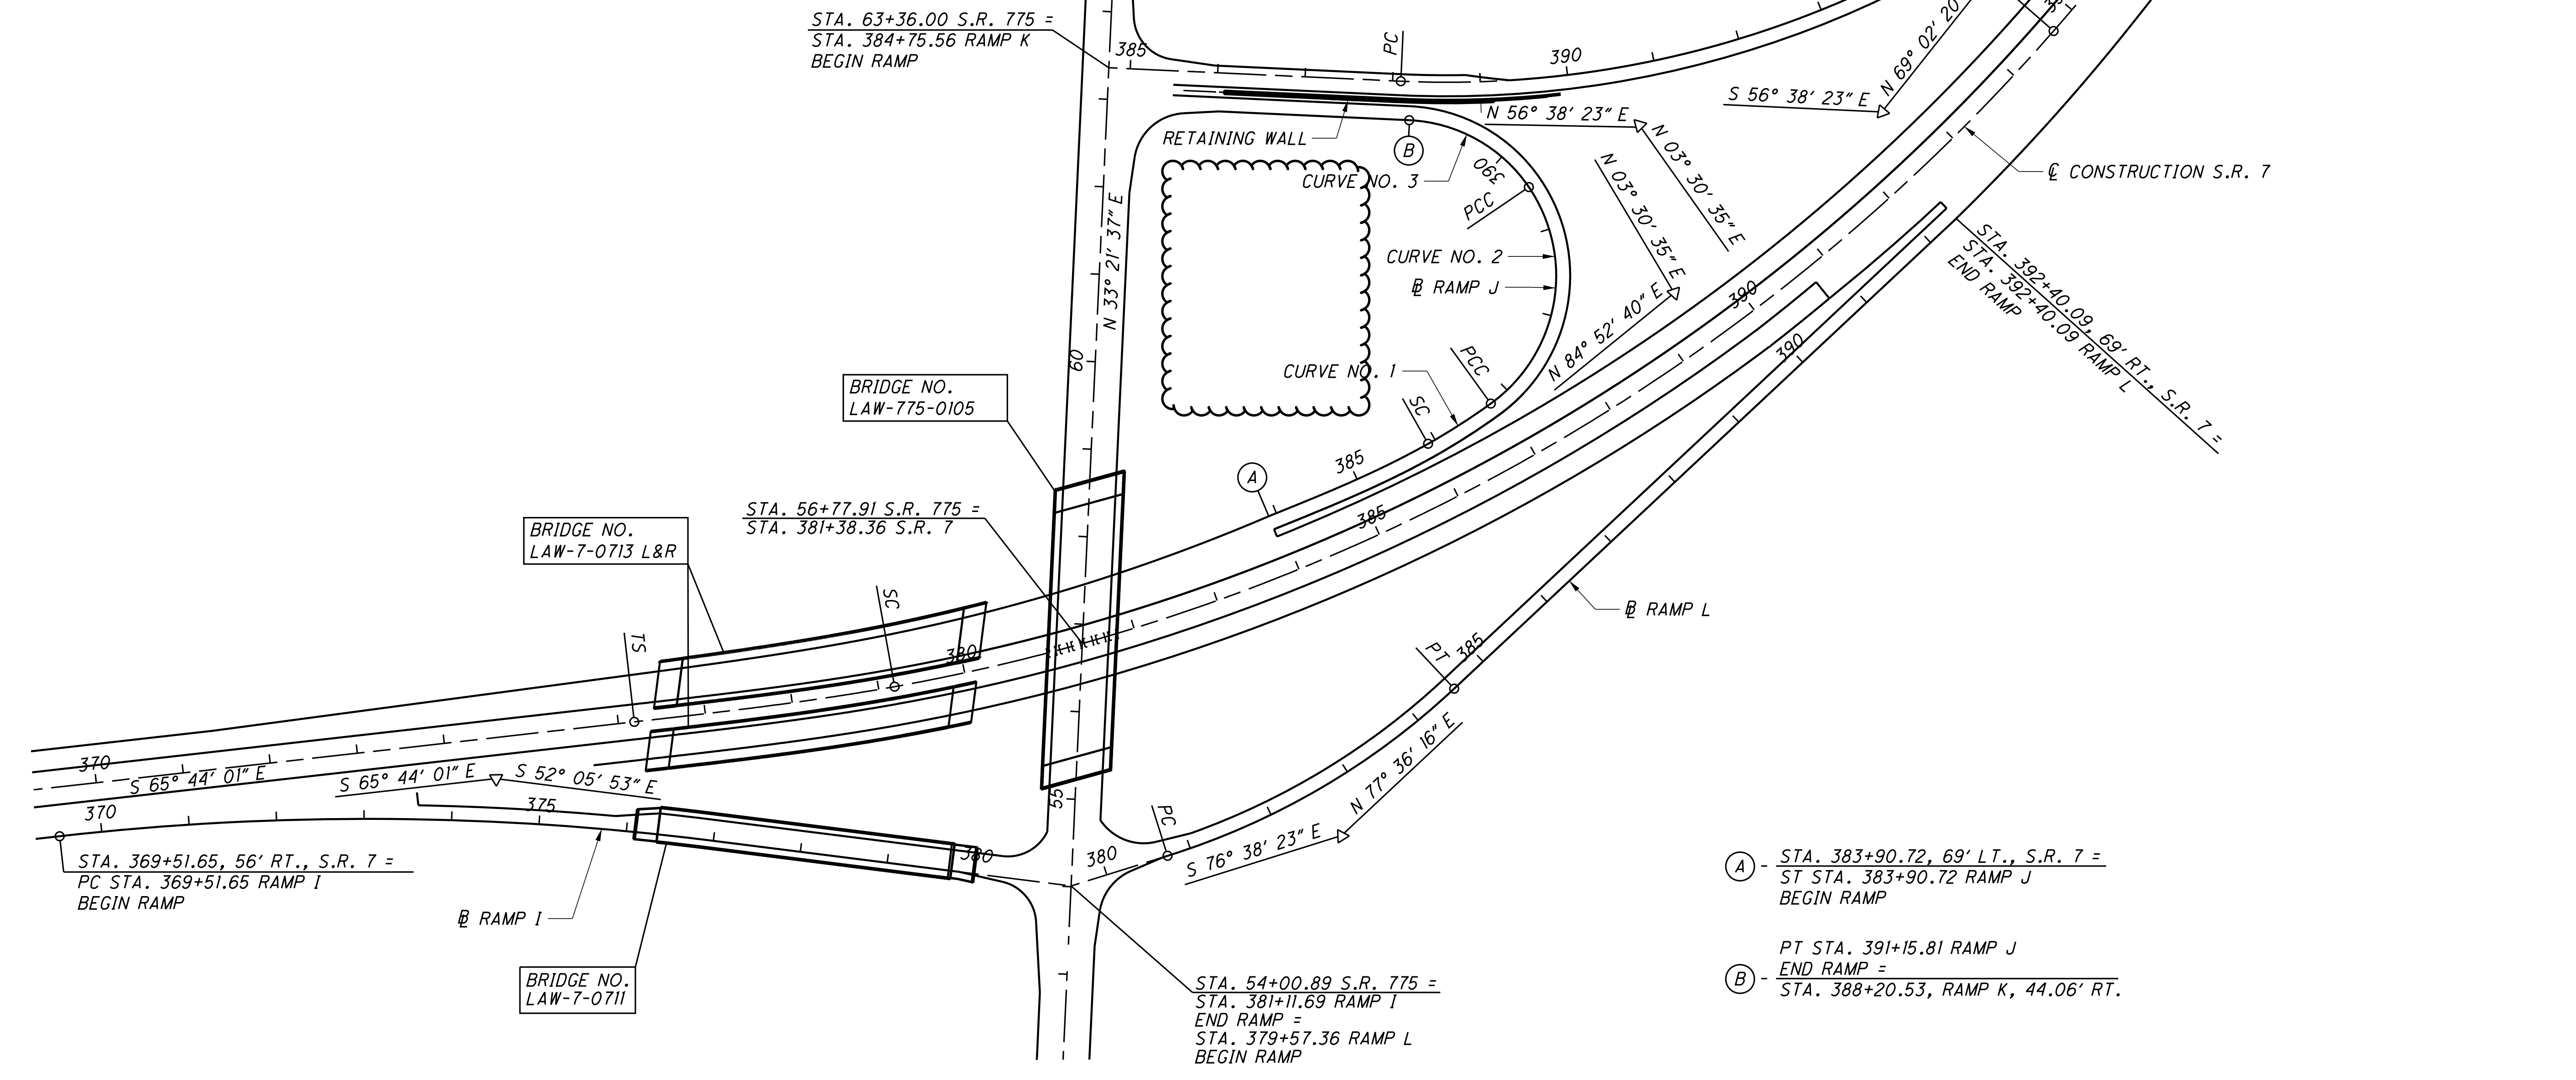 STA. 63+36.00 S.R. 775 =
STA. 384+75.56 RAMP K
BEGIN RAMP
385
PC
390
N 69° 02' 20
S 56° 38' 23" E
N 56° 38' 23" E
RETAINING WALL
B
N 03° 30' 35" E
N 03° 30' 35" E
390
CURVE NO. 3
PCC
℄ CONSTRUCTION S.R. 7
N 33° 21' 37" E
CURVE NO. 2
BL RAMP J
STA. 392+40.09, 69' RT., S.R. 7 =
STA. 392+40.09 RAMP L
END RAMP
N 84° 52' 40" E
390
390
60
PCC
CURVE NO. 1
SC
BRIDGE NO.
LAW-775-0105
385
A
385
STA. 56+77.91 S.R. 775 =
STA. 381+38.36 S.R. 7
BRIDGE NO.
LAW-7-0713 L&R
SC
TS
380
BL RAMP L
PT
385
370
S 65° 44' 01" E
S 65° 44' 01" E
S 52° 05' 53" E
N 77° 36' 16" E
55
PC
370
375
380
380
S 76° 38' 23" E
STA. 369+51.65, 56' RT., S.R. 7 =
PC STA. 369+51.65 RAMP I
BEGIN RAMP
BL RAMP I
BRIDGE NO.
LAW-7-0711
STA. 54+00.89 S.R. 775 =
STA. 381+11.69 RAMP I
END RAMP =
STA. 379+57.36 RAMP L
BEGIN RAMP
A - STA. 383+90.72, 69' LT., S.R. 7 =
ST STA. 383+90.72 RAMP J
BEGIN RAMP
PT STA. 391+15.81 RAMP J
B - END RAMP =
STA. 388+20.53, RAMP K, 44.06' RT.